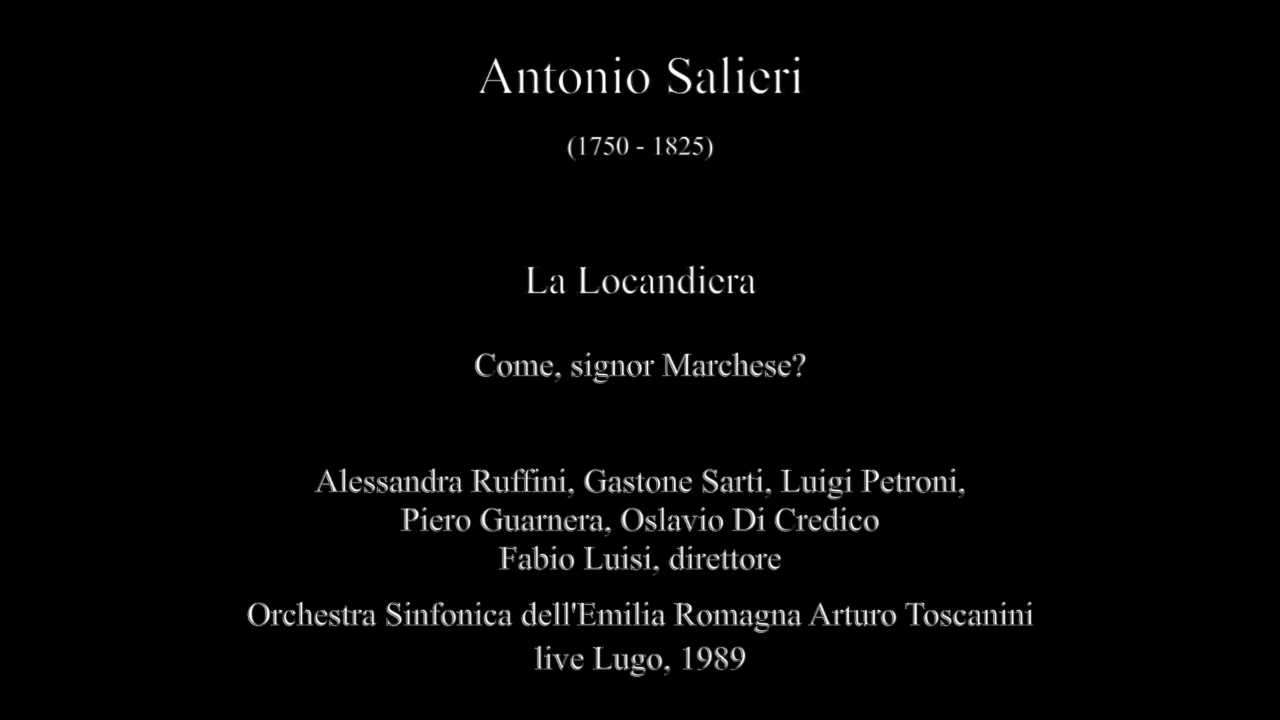 Antonio Salieri
(1750 - 1825)
La Locandiera
Come, signor Marchese?
Alessandra Ruffini, Gastone Sarti, Luigi Petroni,
Piero Guarnera, Oslavio Di Credico
Fabio Luisi, direttore
Orchestra Sinfonica dell'Emilia Romagna Arturo Toscanini
live Lugo, 1989